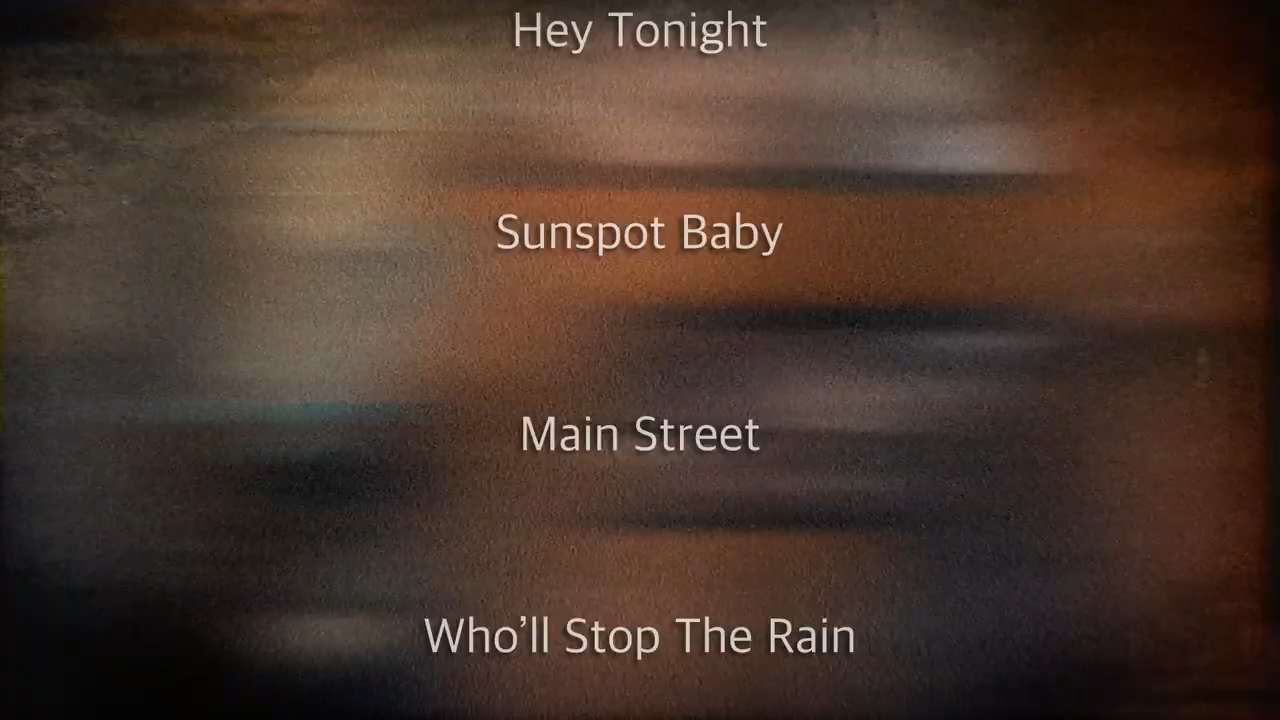 Hey Tonight
Sunspot Baby
Main Street
Who’ll Stop The Rain